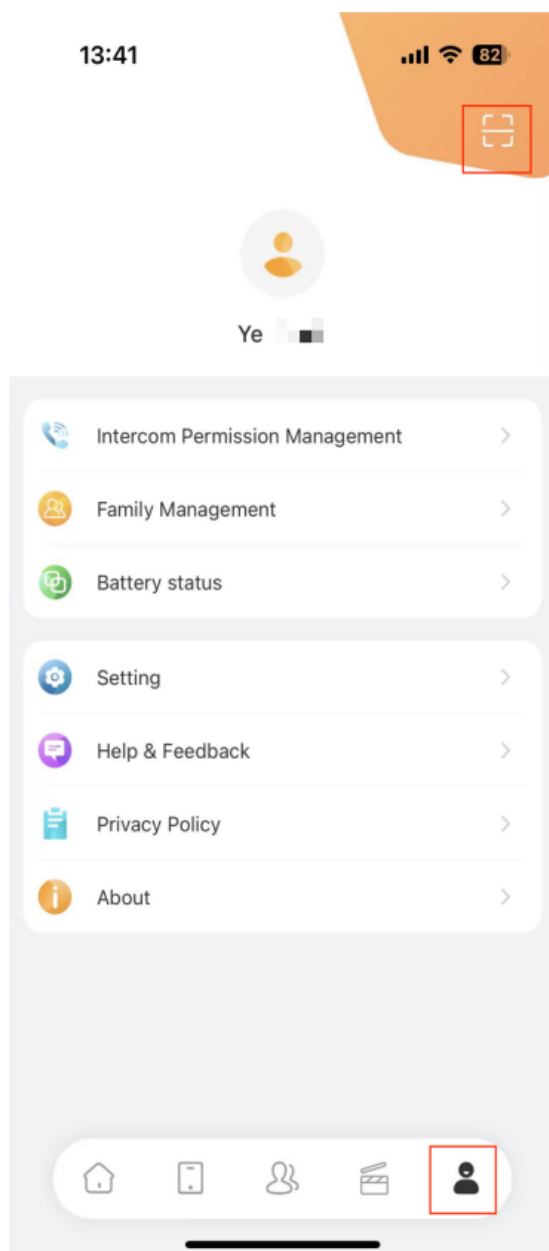 13:41
82
Ye
Intercom Permission Management
Family Management
Battery status
Setting
Help & Feedback
Privacy Policy
About